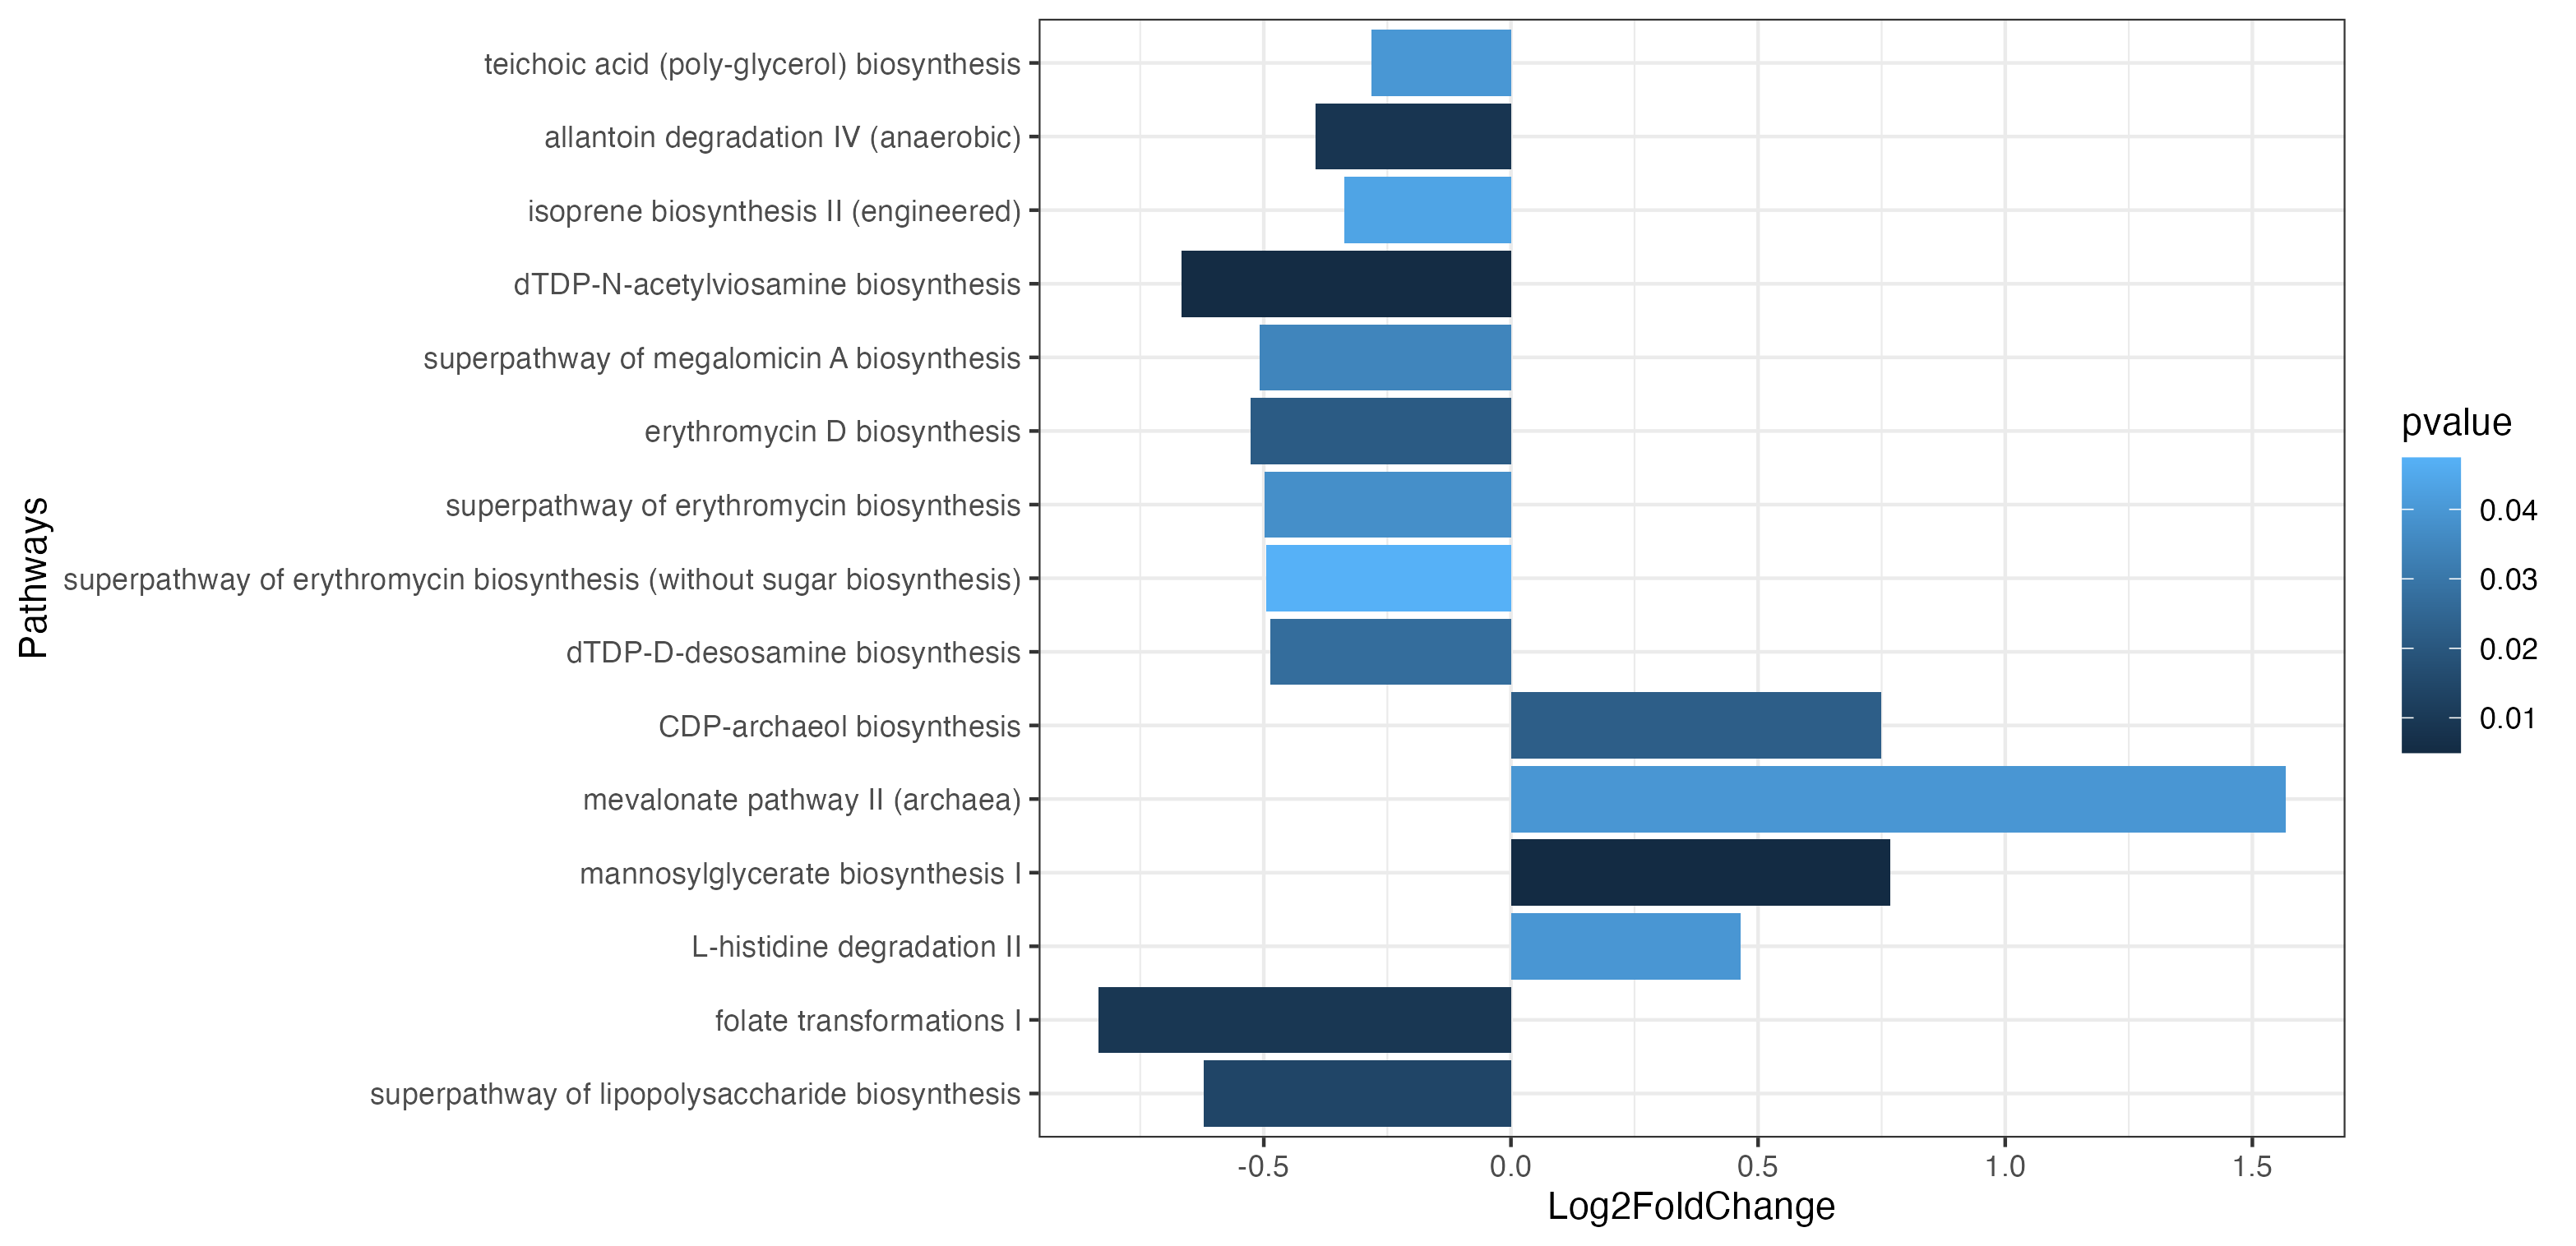 teichoic acid (poly-glycerol) biosynthesis
allantoin degradation IV (anaerobic)
isoprene biosynthesis II (engineered)
dTDP-N-acetylviosamine biosynthesis
superpathway of megalomicin A biosynthesis
erythromycin D biosynthesis
superpathway of erythromycin biosynthesis
superpathway of erythromycin biosynthesis (without sugar biosynthesis)
dTDP-D-desosamine biosynthesis
CDP-archaeol biosynthesis
mevalonate pathway II (archaea)
mannosylglycerate biosynthesis I
L-histidine degradation II
folate transformations I
superpathway of lipopolysaccharide biosynthesis
Pathways
-0.5 0.0 0.5 1.0 1.5
Log2FoldChange
pvalue
0.04
0.03
0.02
0.01